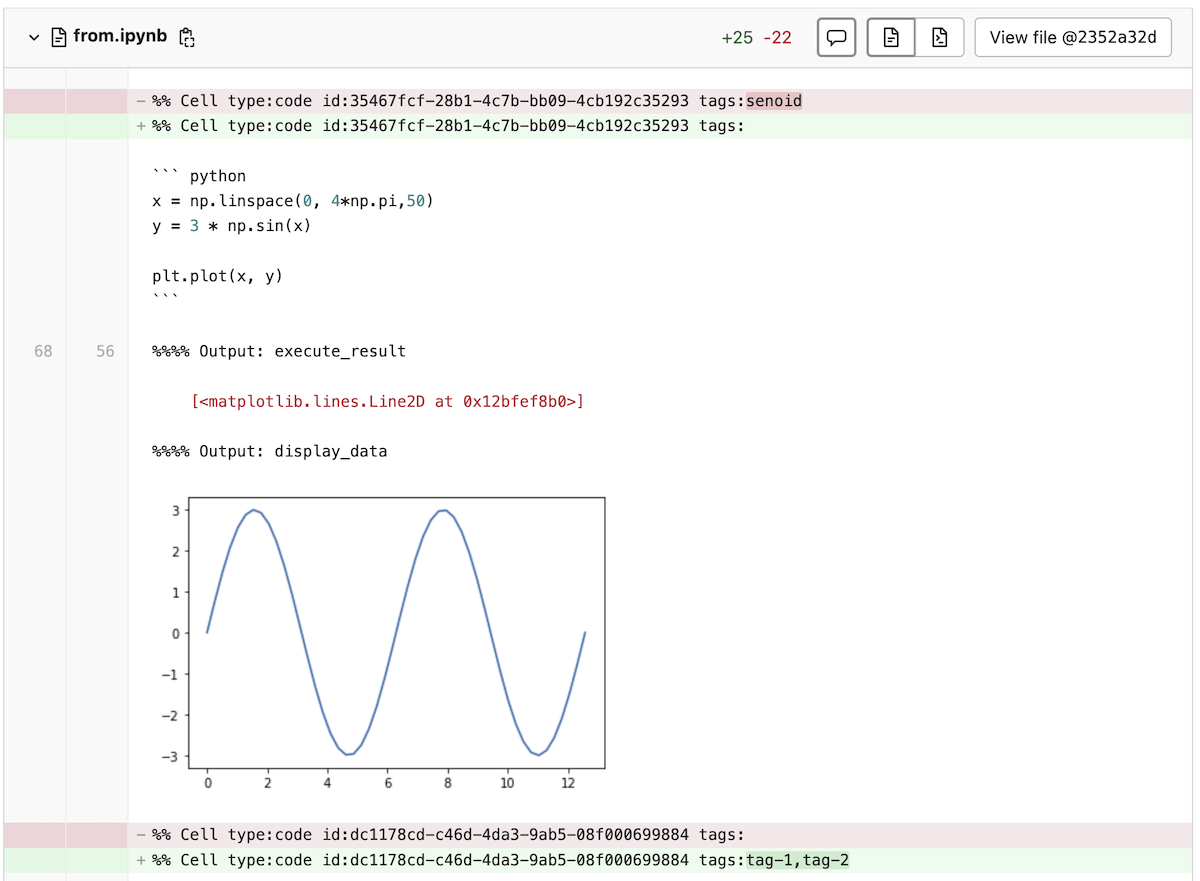 from.ipynb +25 -22 View file @2352a32d
- %% Cell type:code id:35467fcf-28b1-4c7b-bb09-4cb192c35293 tags:senoid
+ %% Cell type:code id:35467fcf-28b1-4c7b-bb09-4cb192c35293 tags:
``` python
x = np.linspace(0, 4*np.pi,50)
y = 3 * np.sin(x)
plt.plot(x, y)
```
68 56 %%%% Output: execute_result
[<matplotlib.lines.Line2D at 0x12bfef8b0>]
%%%% Output: display_data
3
2
1
0
−1
−2
−3
0 2 4 6 8 10 12
- %% Cell type:code id:dc1178cd-c46d-4da3-9ab5-08f000699884 tags:
+ %% Cell type:code id:dc1178cd-c46d-4da3-9ab5-08f000699884 tags:tag-1,tag-2